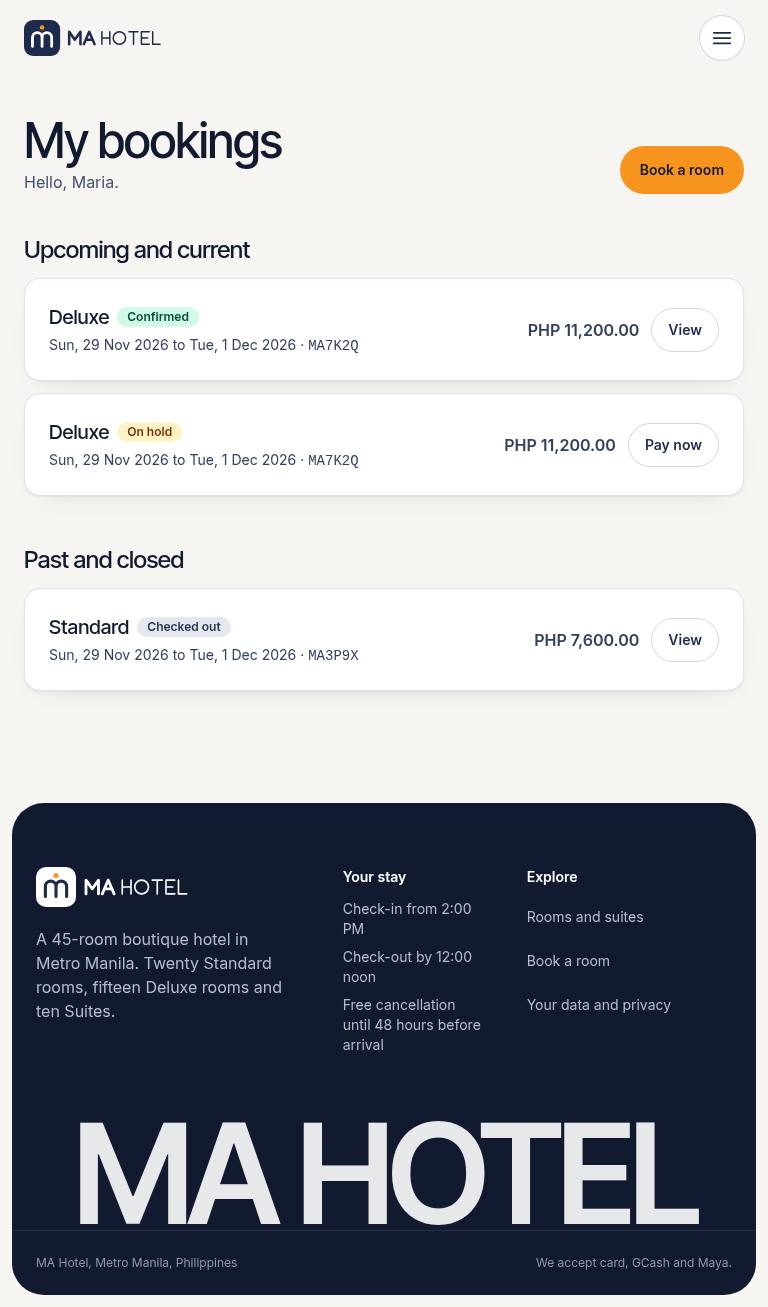 MA HOTEL
My bookings
Hello, Maria.
Book a room
Upcoming and current
Deluxe Confirmed
Sun, 29 Nov 2026 to Tue, 1 Dec 2026 · MA7K2Q
PHP 11,200.00 View
Deluxe On hold
Sun, 29 Nov 2026 to Tue, 1 Dec 2026 · MA7K2Q
PHP 11,200.00 Pay now
Past and closed
Standard Checked out
Sun, 29 Nov 2026 to Tue, 1 Dec 2026 · MA3P9X
PHP 7,600.00 View
MA HOTEL
A 45-room boutique hotel in
Metro Manila. Twenty Standard
rooms, fifteen Deluxe rooms and
ten Suites.
Your stay
Check-in from 2:00
PM
Check-out by 12:00
noon
Free cancellation
until 48 hours before
arrival
Explore
Rooms and suites
Book a room
Your data and privacy
MA HOTEL
MA Hotel, Metro Manila, Philippines
We accept card, GCash and Maya.